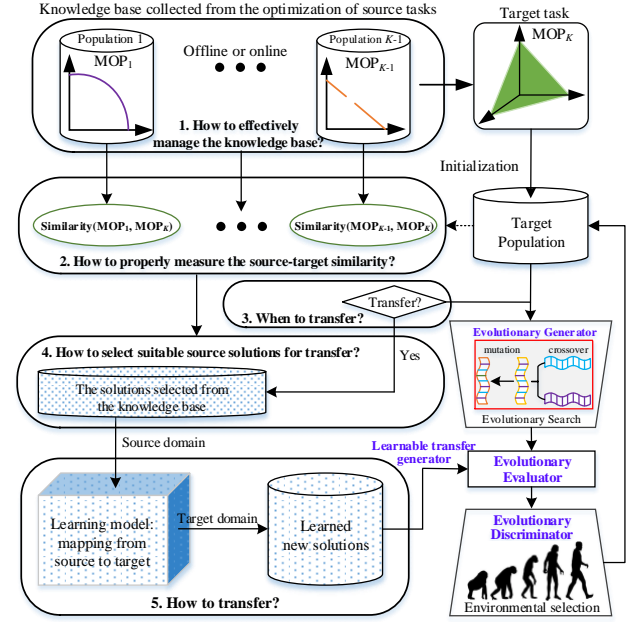 Knowledge base collected from the optimization of source tasks
Target task
Population 1
MOP1
Offline or online
Population K-1
MOPK-1
MOPK
1. How to effectively
manage the knowledge base?
Initialization
Similarity(MOP1, MOPK)
Similarity(MOPK-1, MOPK)
Target
Population
2. How to properly measure the source-target similarity?
Transfer?
3. When to transfer?
Yes
Evolutionary Generator
mutation
crossover
Evolutionary Search
4. How to select suitable source solutions for transfer?
The solutions selected from
the knowledge base
Source domain
Learnable transfer
generator
Evolutionary
Evaluator
Learning model:
mapping from
source to target
Target domain
Learned
new solutions
Evolutionary
Discriminator
Environmental selection
5. How to transfer?